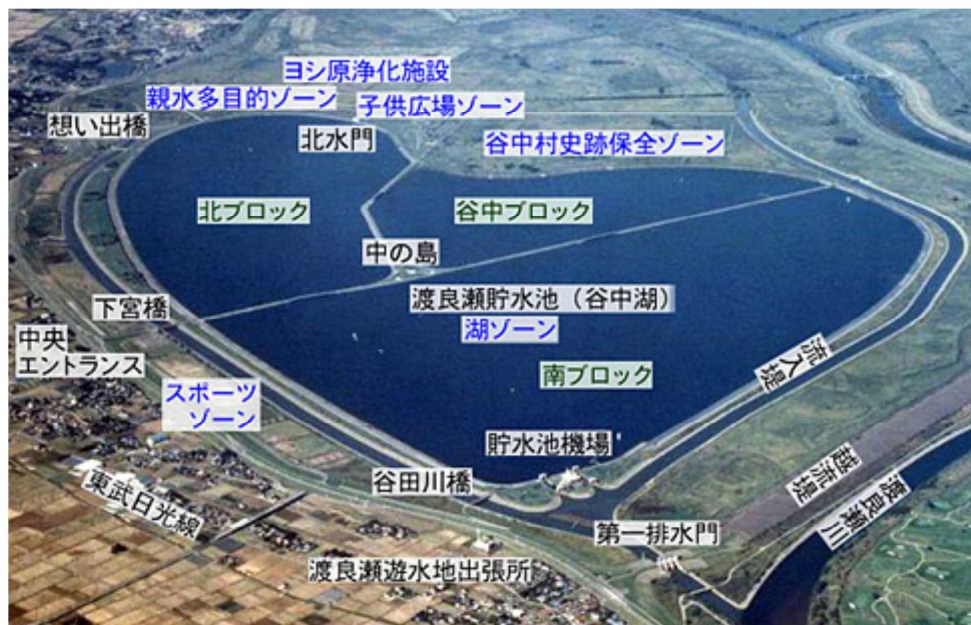 ヨシ原浄化施設
親水多目的ゾーン
子供広場ゾーン
想い出橋
北水門
谷中村史跡保全ゾーン
北ブロック
谷中ブロック
中の島
渡良瀬貯水池（谷中湖）
湖ゾーン
下宮橋
中央
エントランス
流入堤
南ブロック
スポーツ
ゾーン
貯水池機場
谷田川橋
越流堤
渡良瀬川
東武日光線
第一排水門
渡良瀬遊水地出張所